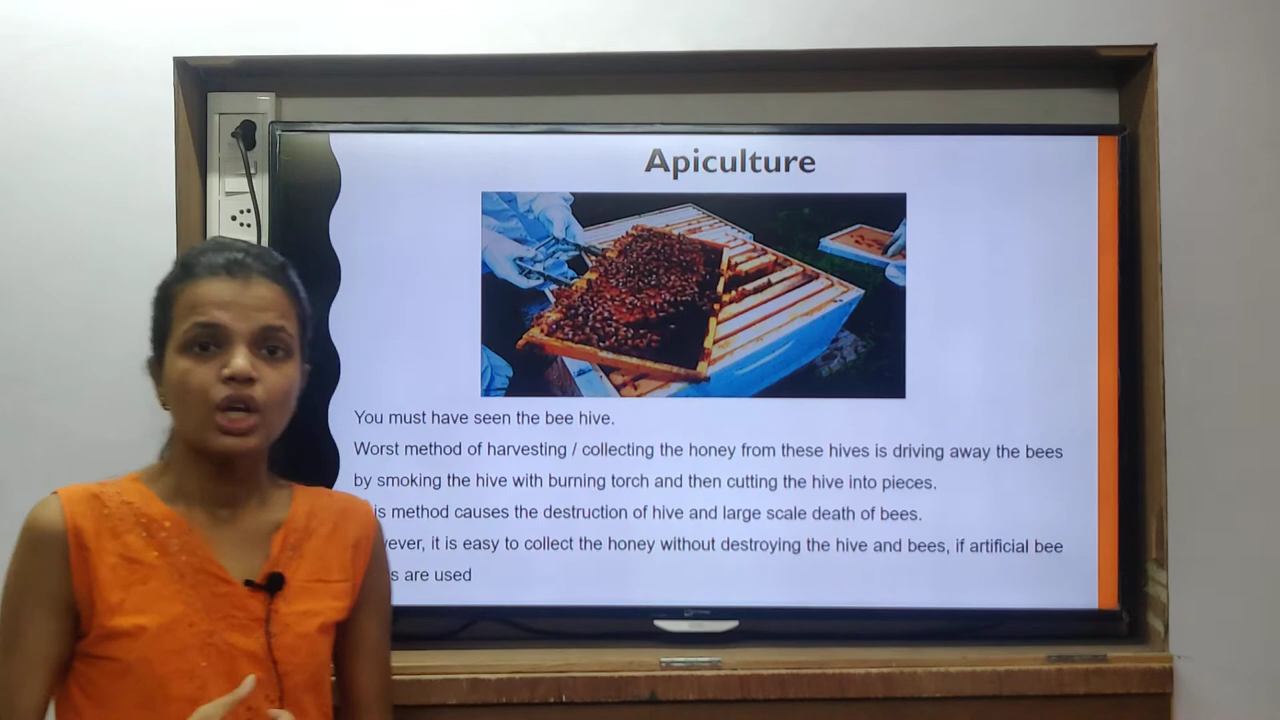 Apiculture
You must have seen the bee hive.
Worst method of harvesting / collecting the honey from these hives is driving away the bees
by smoking the hive with burning torch and then cutting the hive into pieces.
method causes the destruction of hive and large scale death of bees.
it is easy to collect the honey without destroying the hive and bees, if artificial bee
are used